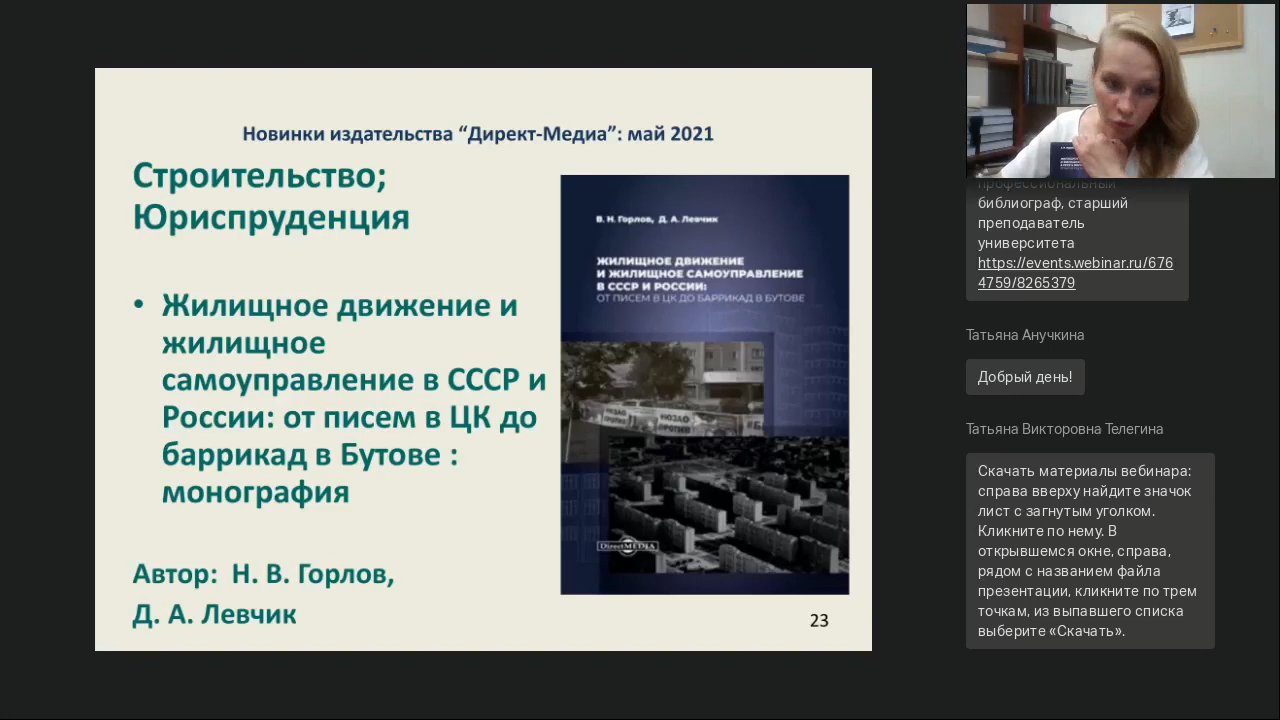 Новинки издательства “Директ-Медиа”: май 2021
Строительство;
Юриспруденция
• Жилищное движение и
жилищное
самоуправление в СССР и
России: от писем в ЦК до
баррикад в Бутове :
монография
Автор: Н. В. Горлов,
Д. А. Левчик
23
В. Н. Горлов, Д. А. Левчик
ЖИЛИЩНОЕ ДВИЖЕНИЕ
И ЖИЛИЩНОЕ САМОУПРАВЛЕНИЕ
В СССР И РОССИИ:
ОТ ПИСЕМ В ЦК ДО БАРРИКАД В БУТОВЕ
DirectMEDIA
профессиональный
библиограф, старший
преподаватель
университета
https://events.webinar.ru/676
4759/8265379
Татьяна Анучкина
Добрый день!
Татьяна Викторовна Телегина
Скачать материалы вебинара:
справа вверху найдите значок
лист с загнутым уголком.
Кликните по нему. В
открывшемся окне, справа,
рядом с названием файла
презентации, кликните по трем
точкам, из выпавшего списка
выберите «Скачать».